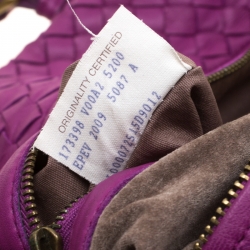 ORIGINALITY CERTIFIED
173398 V00A2 5200
EPEV 2009 5087 A